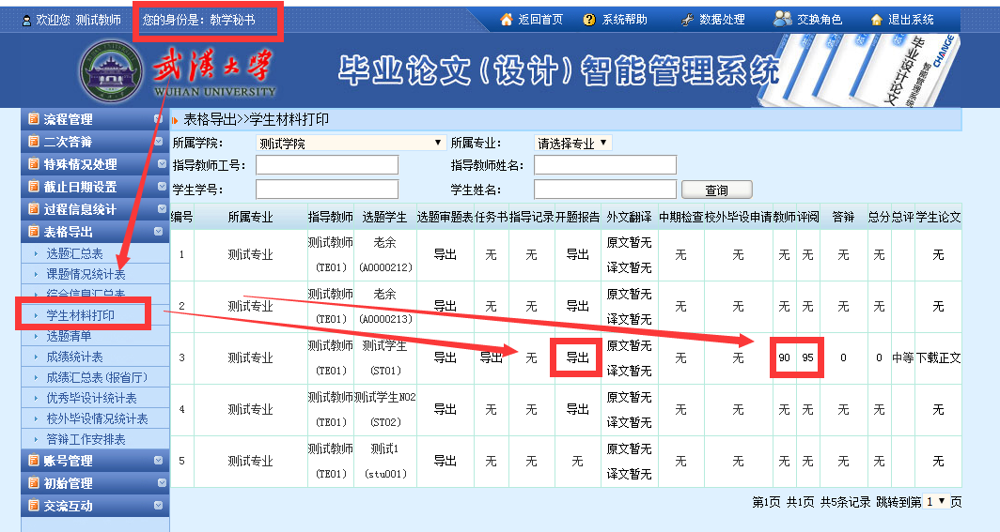 欢迎您 测试教师 您的身份是: 教学秘书 返回首页 系统帮助 数据处理 交换角色 退出系统
武汉大学
WUHAN UNIVERSITY
毕业论文(设计)智能管理系统
毕业设计论文
智能管理系统
CHANGE
流程管理
二次答辩
特殊情况处理
截止日期设置
过程信息统计
表格导出
选题汇总表
课题情况统计表
综合信息汇总表
学生材料打印
选题清单
成绩统计表
成绩汇总表(报省厅)
优秀毕设计统计表
校外毕设情况统计表
答辩工作安排表
账号管理
初始管理
交流互动
表格导出>>学生材料打印
所属学院: 测试学院 所属专业: 请选择专业
指导教师工号: 指导教师姓名:
学生学号: 学生姓名: 查询
编号 所属专业 指导教师 选题学生 选题审题表 任务书 指导记录 开题报告 外文翻译 中期检查 校外毕设申请 教师 评阅 答辩 总分 总评 学生论文
1 测试专业 测试教师(TE01) 老余(A0000212) 导出 无 无 导出 原文暂无 译文暂无 无 无 无 无 无 无 无
2 测试专业 测试教师(TE01) 老余(A0000213) 导出 无 无 导出 原文暂无 译文暂无 无 无 无 无 无 无 无
3 测试专业 测试教师(TE01) 测试学生(ST01) 导出 导出 无 导出 原文暂无 译文暂无 无 无 90 95 0 0 中等 下载正文
4 测试专业 测试教师(TE01) 测试学生NO2(ST02) 导出 无 无 导出 原文暂无 译文暂无 无 无 无 无 无 无 无
5 测试专业 测试教师(TE01) 测试1(stu001) 导出 无 无 无 原文暂无 译文暂无 无 无 无 无 无 无 无
第1页 共1页 共5条记录 跳转到第 1 页